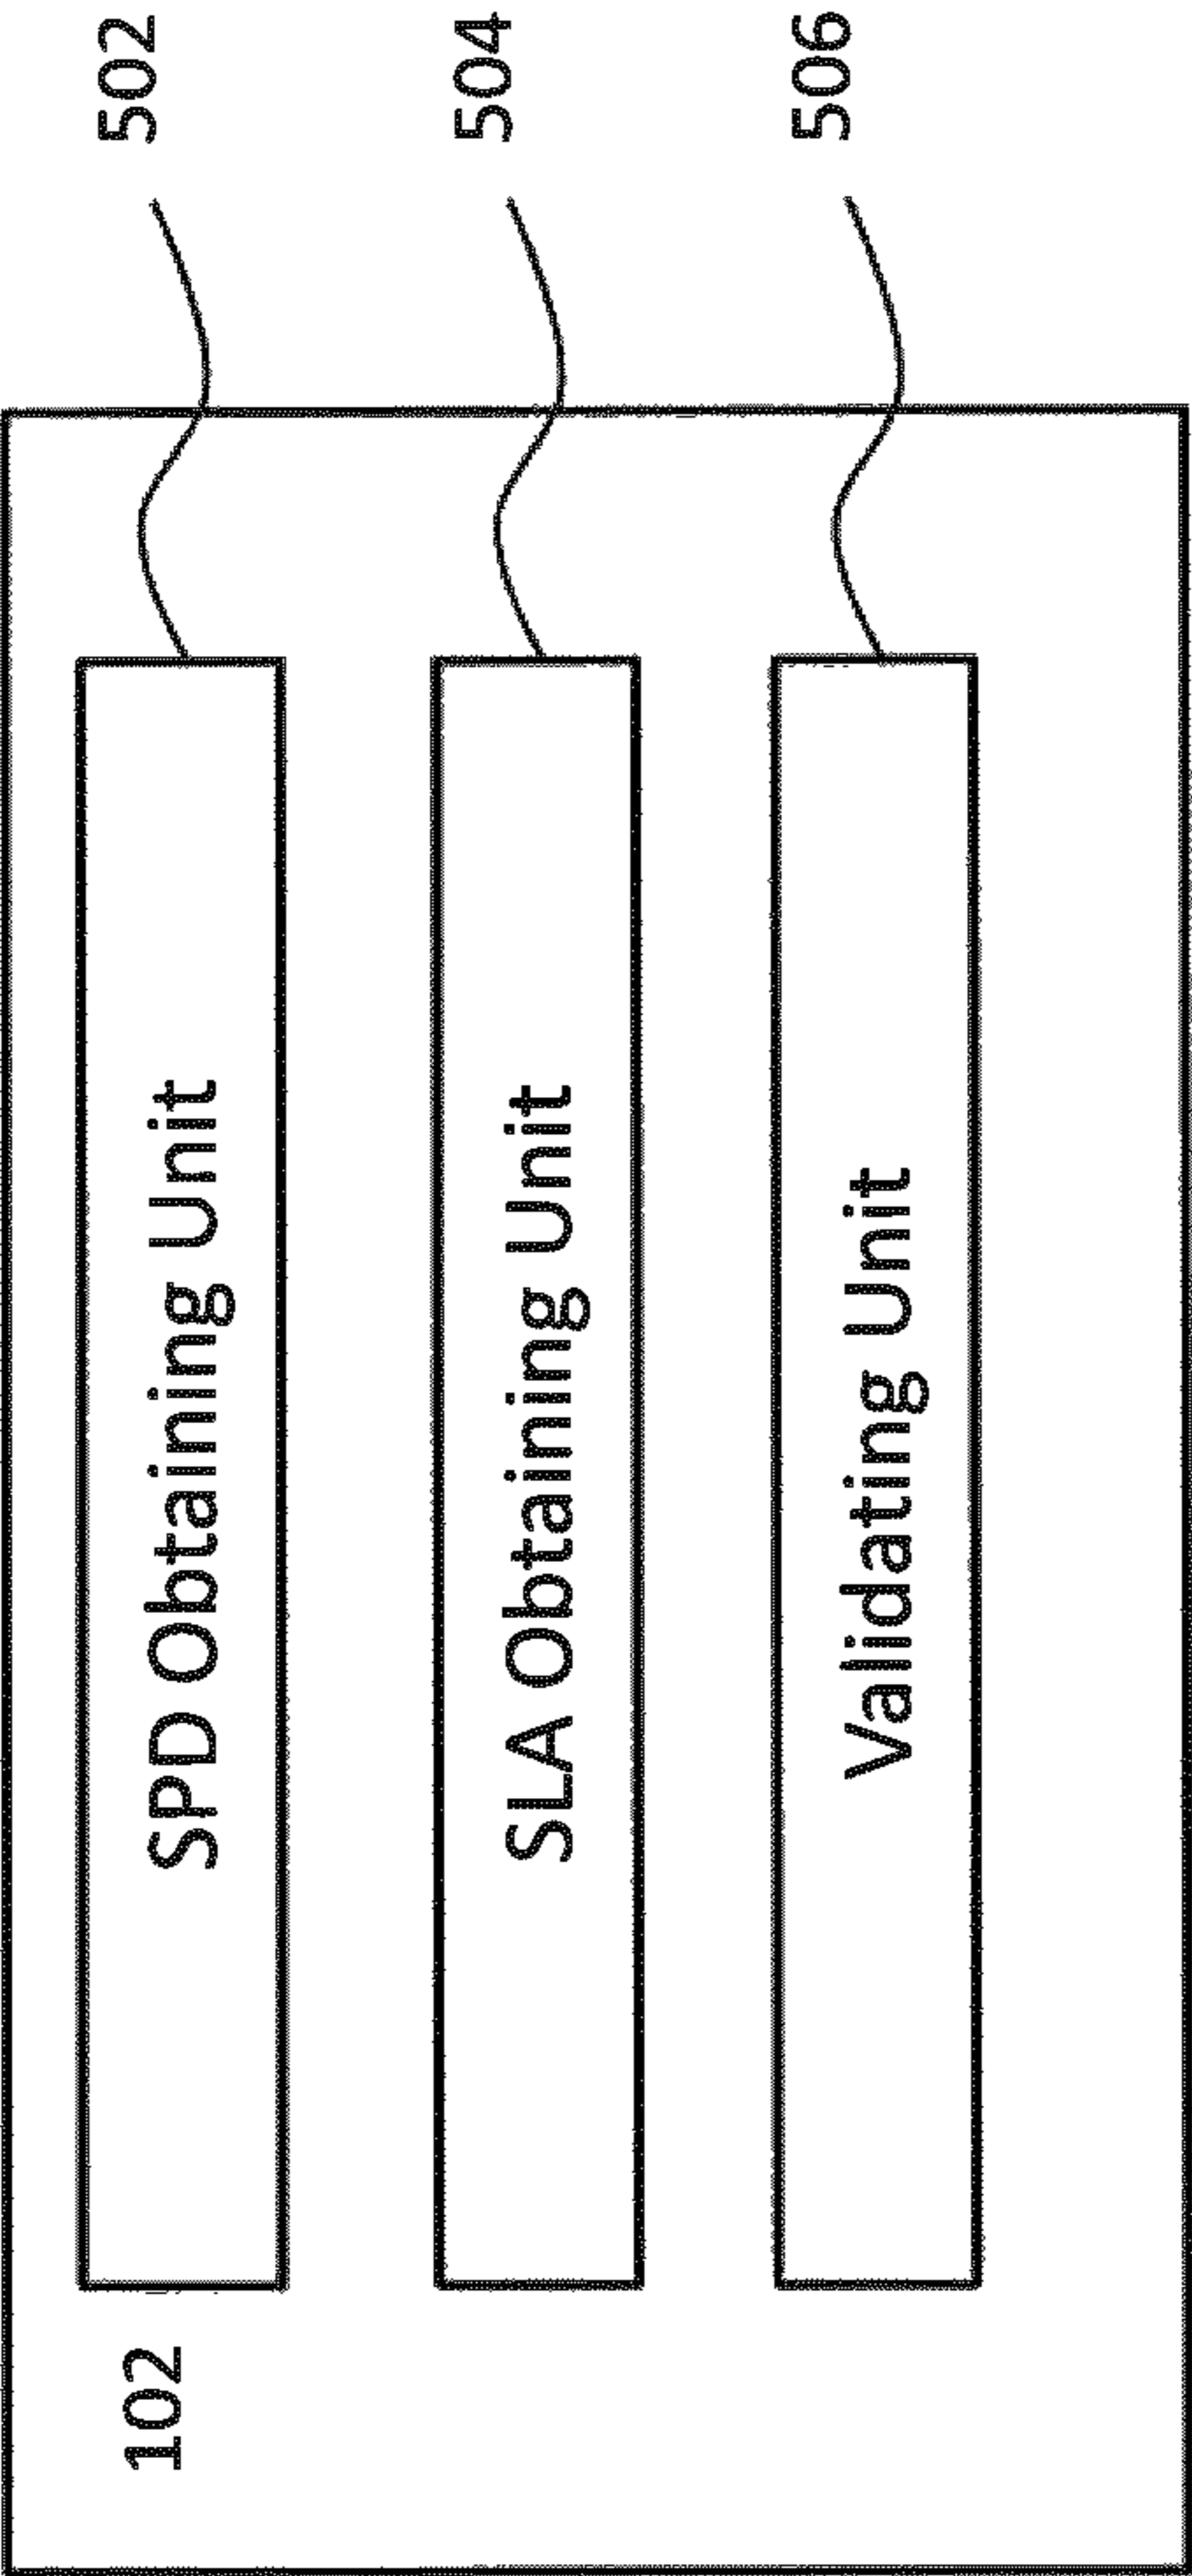 102
SPD Obtaining Unit
502
SLA Obtaining Unit
504
Validating Unit
506